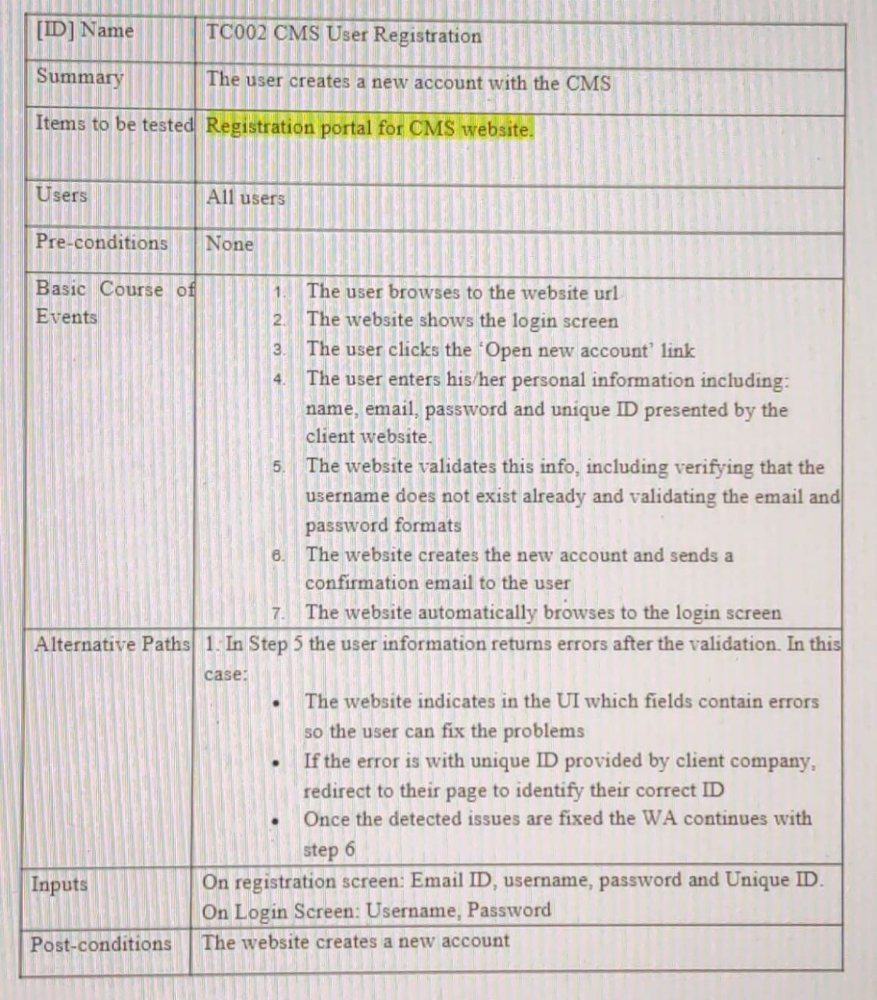 [ID] Name TC002 CMS User Registration
Summary The user creates a new account with the CMS
Items to be tested Registration portal for CMS website.
Users All users
Pre-conditions None
Basic Course of Events
1. The user browses to the website url
2. The website shows the login screen
3. The user clicks the ‘Open new account’ link
4. The user enters his/her personal information including:
name, email, password and unique ID presented by the
client website.
5. The website validates this info, including verifying that the
username does not exist already and validating the email and
password formats
6. The website creates the new account and sends a
confirmation email to the user
7. The website automatically browses to the login screen
Alternative Paths 1. In Step 5 the user information returns errors after the validation. In this
case:
• The website indicates in the UI which fields contain errors
so the user can fix the problems
• If the error is with unique ID provided by client company,
redirect to their page to identify their correct ID
• Once the detected issues are fixed the WA continues with
step 6
Inputs On registration screen: Email ID, username, password and Unique ID.
On Login Screen: Username, Password
Post-conditions The website creates a new account